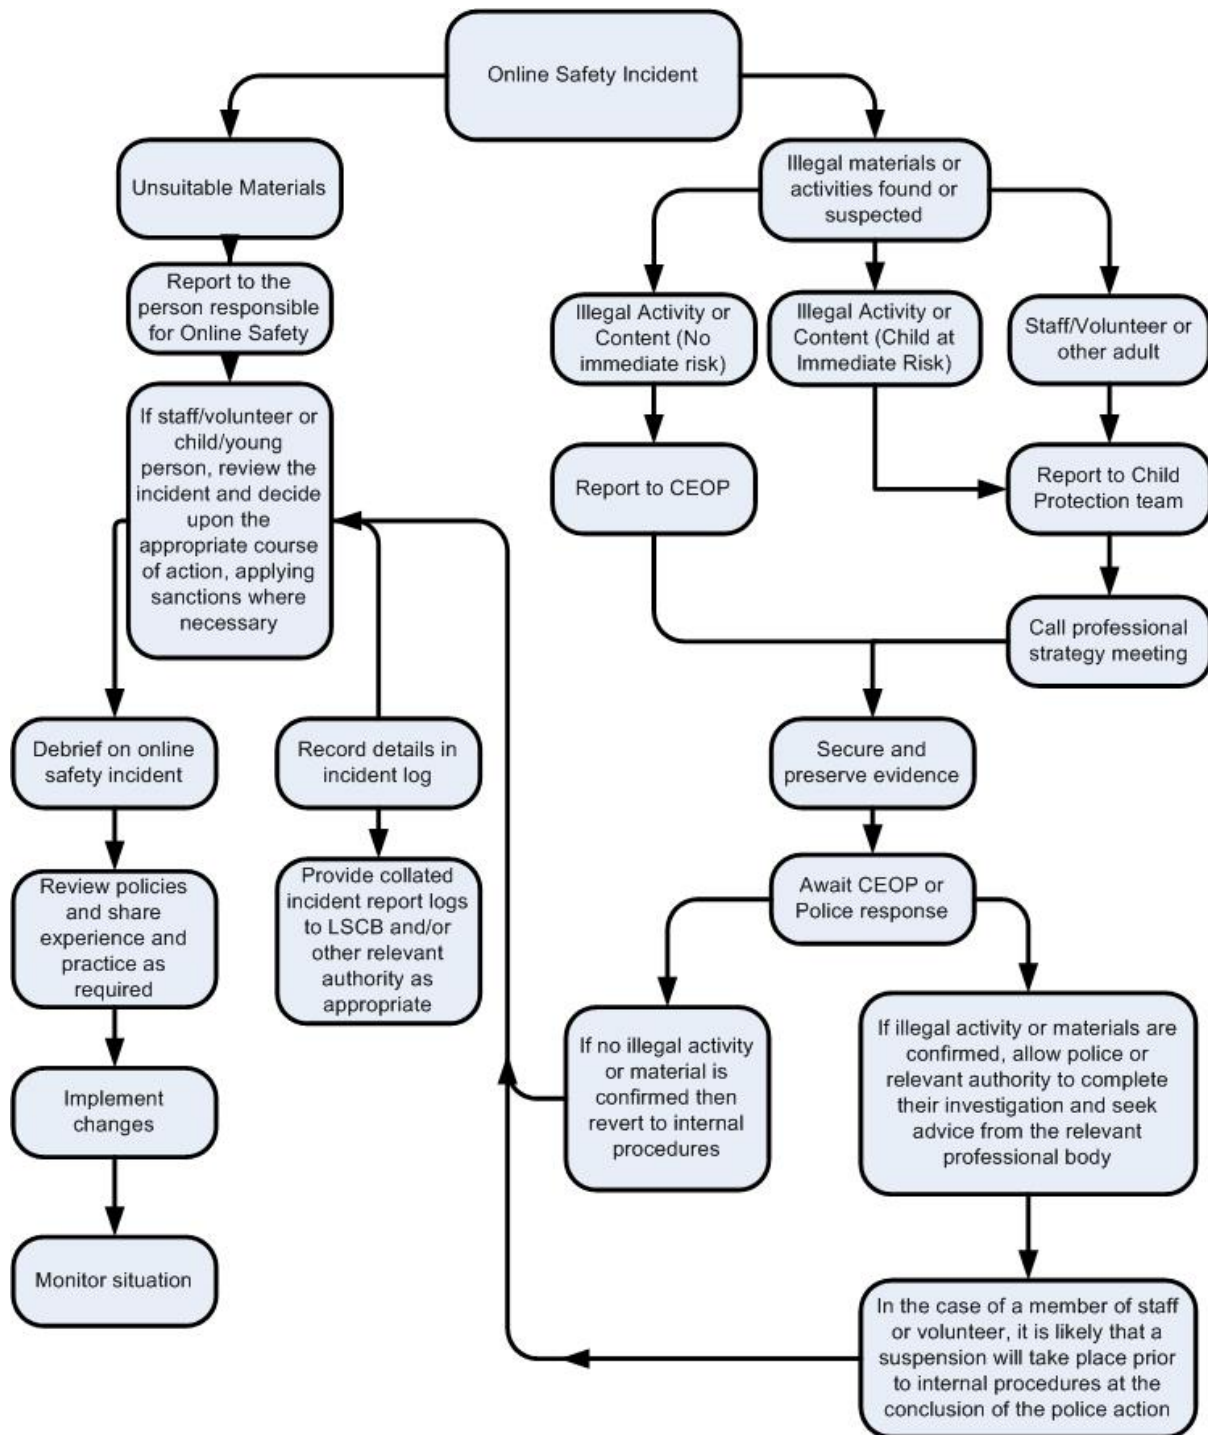 Online Safety Incident
Unsuitable Materials
Illegal materials or
activities found or
suspected
Report to the
person responsible
for Online Safety
Illegal Activity or
Content (No
immediate risk)
Illegal Activity or
Content (Child at
Immediate Risk)
Staff/Volunteer or
other adult
If staff/volunteer or
child/young
person, review the
incident and decide
upon the
appropriate course
of action, applying
sanctions where
necessary
Report to CEOP
Report to Child
Protection team
Call professional
strategy meeting
Debrief on online
safety incident
Record details in
incident log
Secure and
preserve evidence
Review policies
and share
experience and
practice as
required
Provide collated
incident report logs
to LSCB and/or
other relevant
authority as
appropriate
Await CEOP or
Police response
If no illegal activity
or material is
confirmed then
revert to internal
procedures
If illegal activity or materials are
confirmed, allow police or
relevant authority to complete
their investigation and seek
advice from the relevant
professional body
Implement
changes
Monitor situation
In the case of a member of staff
or volunteer, it is likely that a
suspension will take place prior
to internal procedures at the
conclusion of the police action